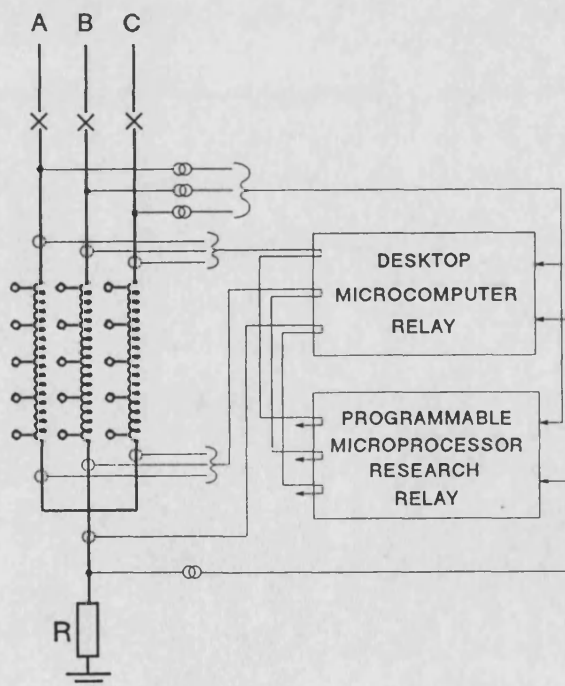 A B C
DESKTOP
MICROCOMPUTER
RELAY
PROGRAMMABLE
MICROPROCESSOR
RESEARCH
RELAY
R